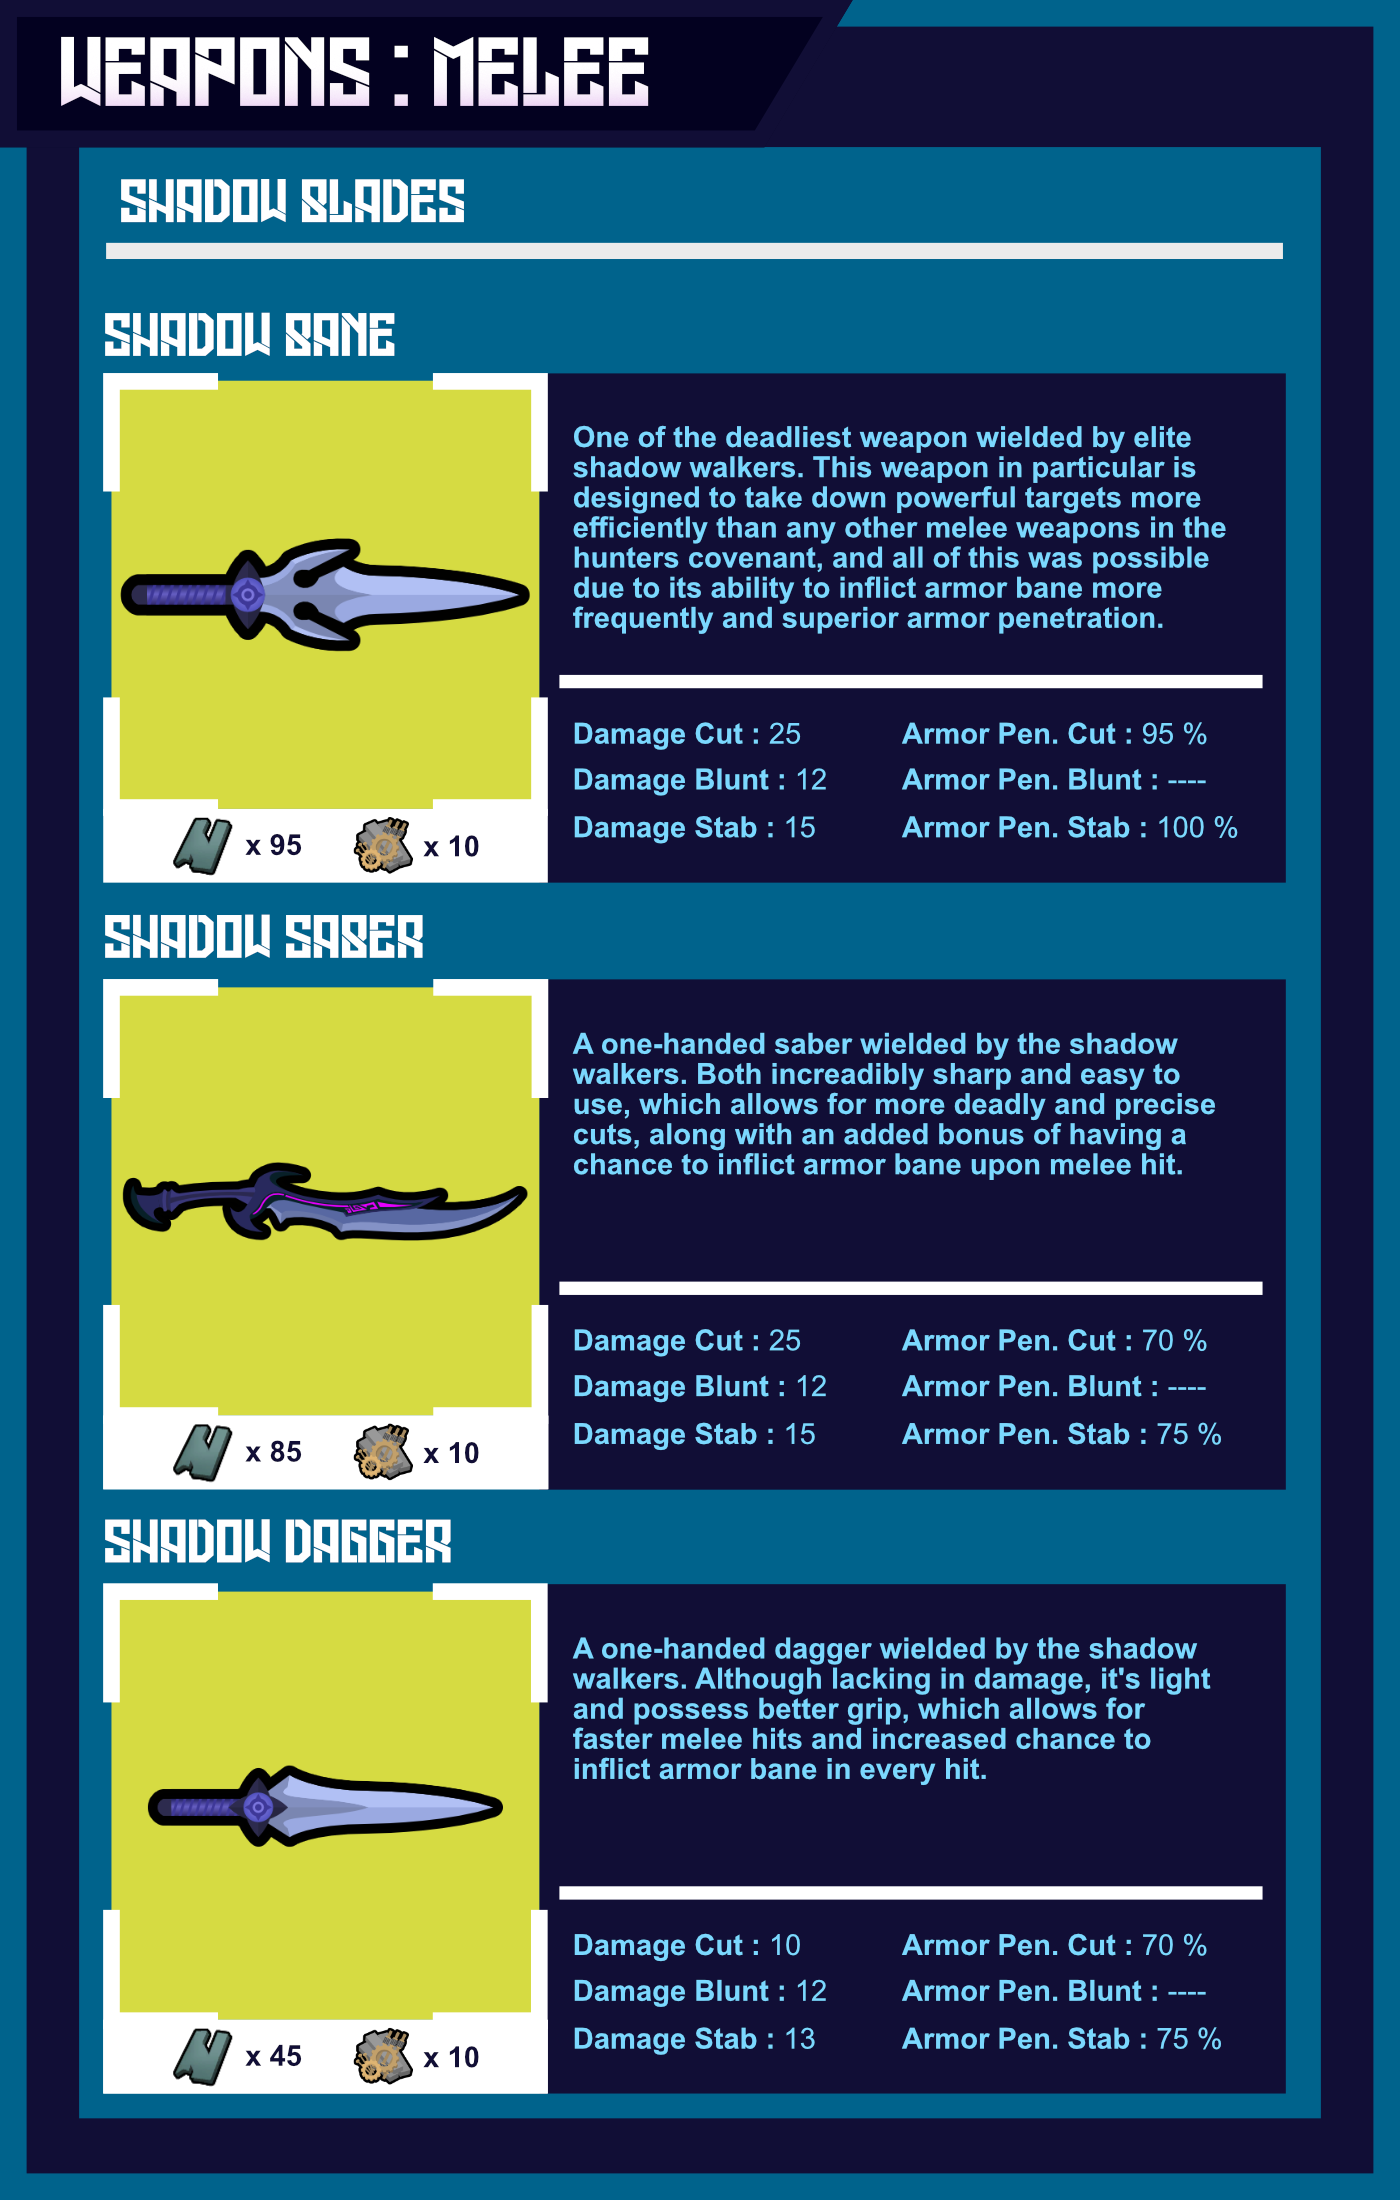 WEAPONS : MELEE
SHADOW BLADES
SHADOW BANE
One of the deadliest weapon wielded by elite
shadow walkers. This weapon in particular is
designed to take down powerful targets more
efficiently than any other melee weapons in the
hunters covenant, and all of this was possible
due to its ability to inflict armor bane more
frequently and superior armor penetration.
Damage Cut : 25 Armor Pen. Cut : 95 %
Damage Blunt : 12 Armor Pen. Blunt : ----
Damage Stab : 15 Armor Pen. Stab : 100 %
x 95 x 10
SHADOW SABER
A one-handed saber wielded by the shadow
walkers. Both increadibly sharp and easy to
use, which allows for more deadly and precise
cuts, along with an added bonus of having a
chance to inflict armor bane upon melee hit.
Damage Cut : 25 Armor Pen. Cut : 70 %
Damage Blunt : 12 Armor Pen. Blunt : ----
Damage Stab : 15 Armor Pen. Stab : 75 %
x 85 x 10
SHADOW DAGGER
A one-handed dagger wielded by the shadow
walkers. Although lacking in damage, it's light
and possess better grip, which allows for
faster melee hits and increased chance to
inflict armor bane in every hit.
Damage Cut : 10 Armor Pen. Cut : 70 %
Damage Blunt : 12 Armor Pen. Blunt : ----
Damage Stab : 13 Armor Pen. Stab : 75 %
x 45 x 10